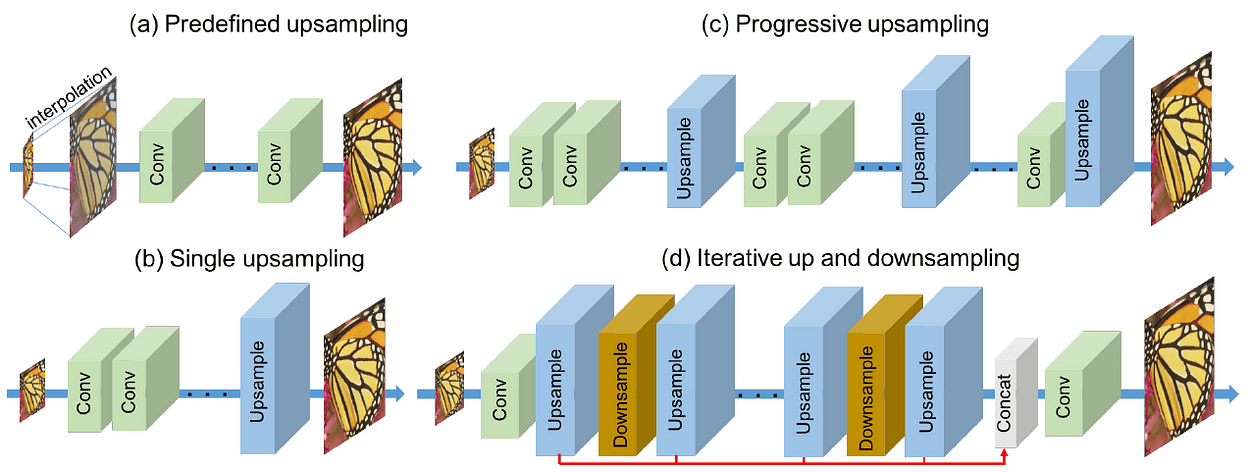 (a) Predefined upsampling
interpolation
Conv
Conv
(c) Progressive upsampling
Conv
Conv
Upsample
Conv
Conv
Upsample
Conv
Upsample
(b) Single upsampling
Conv
Conv
Upsample
(d) Iterative up and downsampling
Conv
Upsample
Downsample
Upsample
Upsample
Downsample
Upsample
Concat
Conv